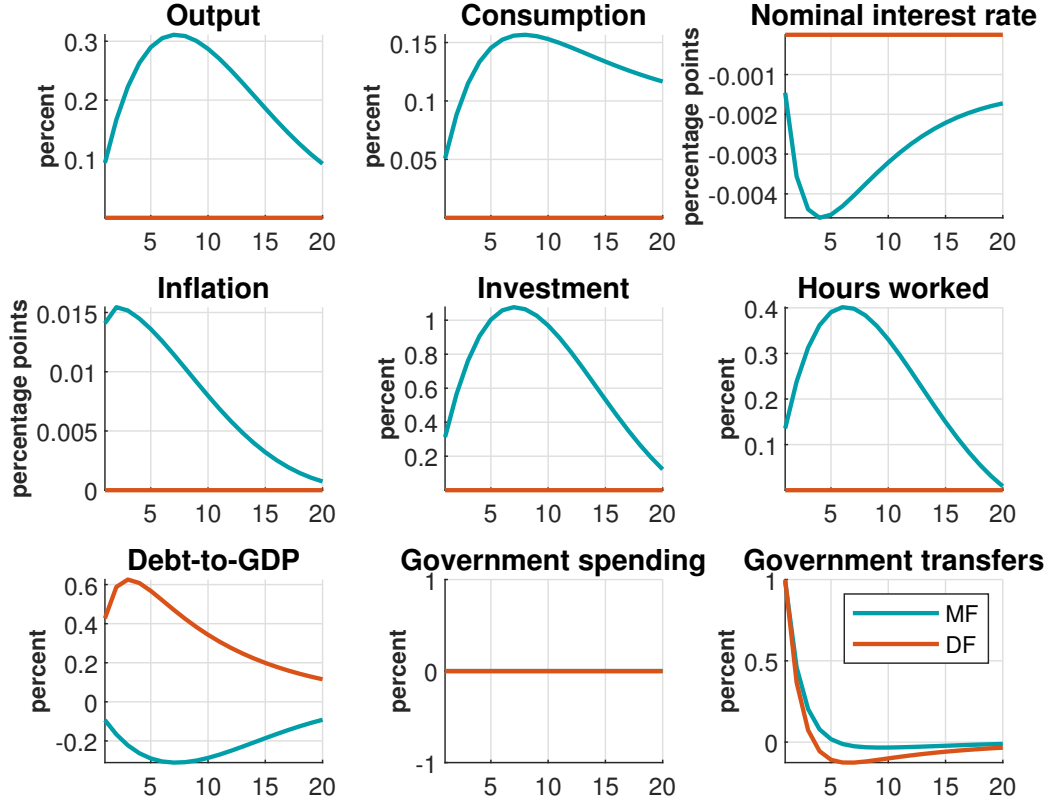 Output
percent
0.3
0.2
0.1
5 10 15 20
Consumption
percent
0.15
0.1
0.05
5 10 15 20
Nominal interest rate
percentage points
-0.001
-0.002
-0.003
-0.004
5 10 15 20
Inflation
percentage points
0.015
0.01
0.005
0
5 10 15 20
Investment
percent
1
0.8
0.6
0.4
0.2
5 10 15 20
Hours worked
percent
0.4
0.3
0.2
0.1
5 10 15 20
Debt-to-GDP
percent
0.6
0.4
0.2
0
-0.2
5 10 15 20
Government spending
percent
1
0
-1
5 10 15 20
Government transfers
percent
1
0.5
0
5 10 15 20
MF
DF